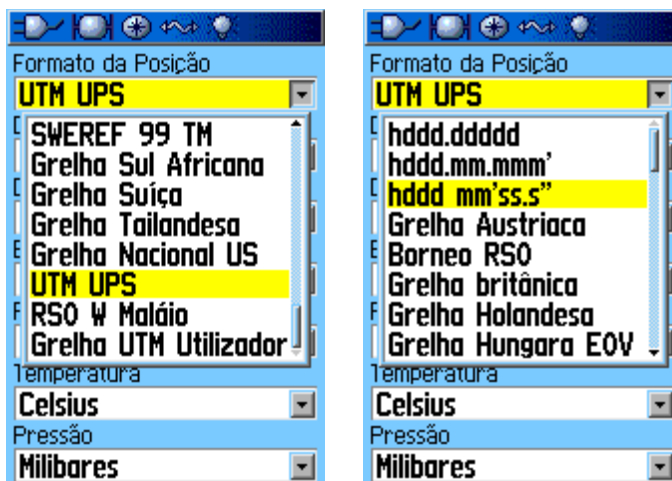 Formato da Posição
UTM UPS
SWEREF 99 TM
Grelha Sul Africana
Grelha Suíça
Grelha Tailandesa
Grelha Nacional US
UTM UPS
RSO W Maláio
Grelha UTM Utilizador
Temperatura
Celsius
Pressão
Milibares
Formato da Posição
UTM UPS
hddd.ddddd
hddd.mm.mmm'
hddd mm'ss.s"
Grelha Austriaca
Borneo RSO
Grelha britânica
Grelha Holandesa
Grelha Hungara EOV
Temperatura
Celsius
Pressão
Milibares